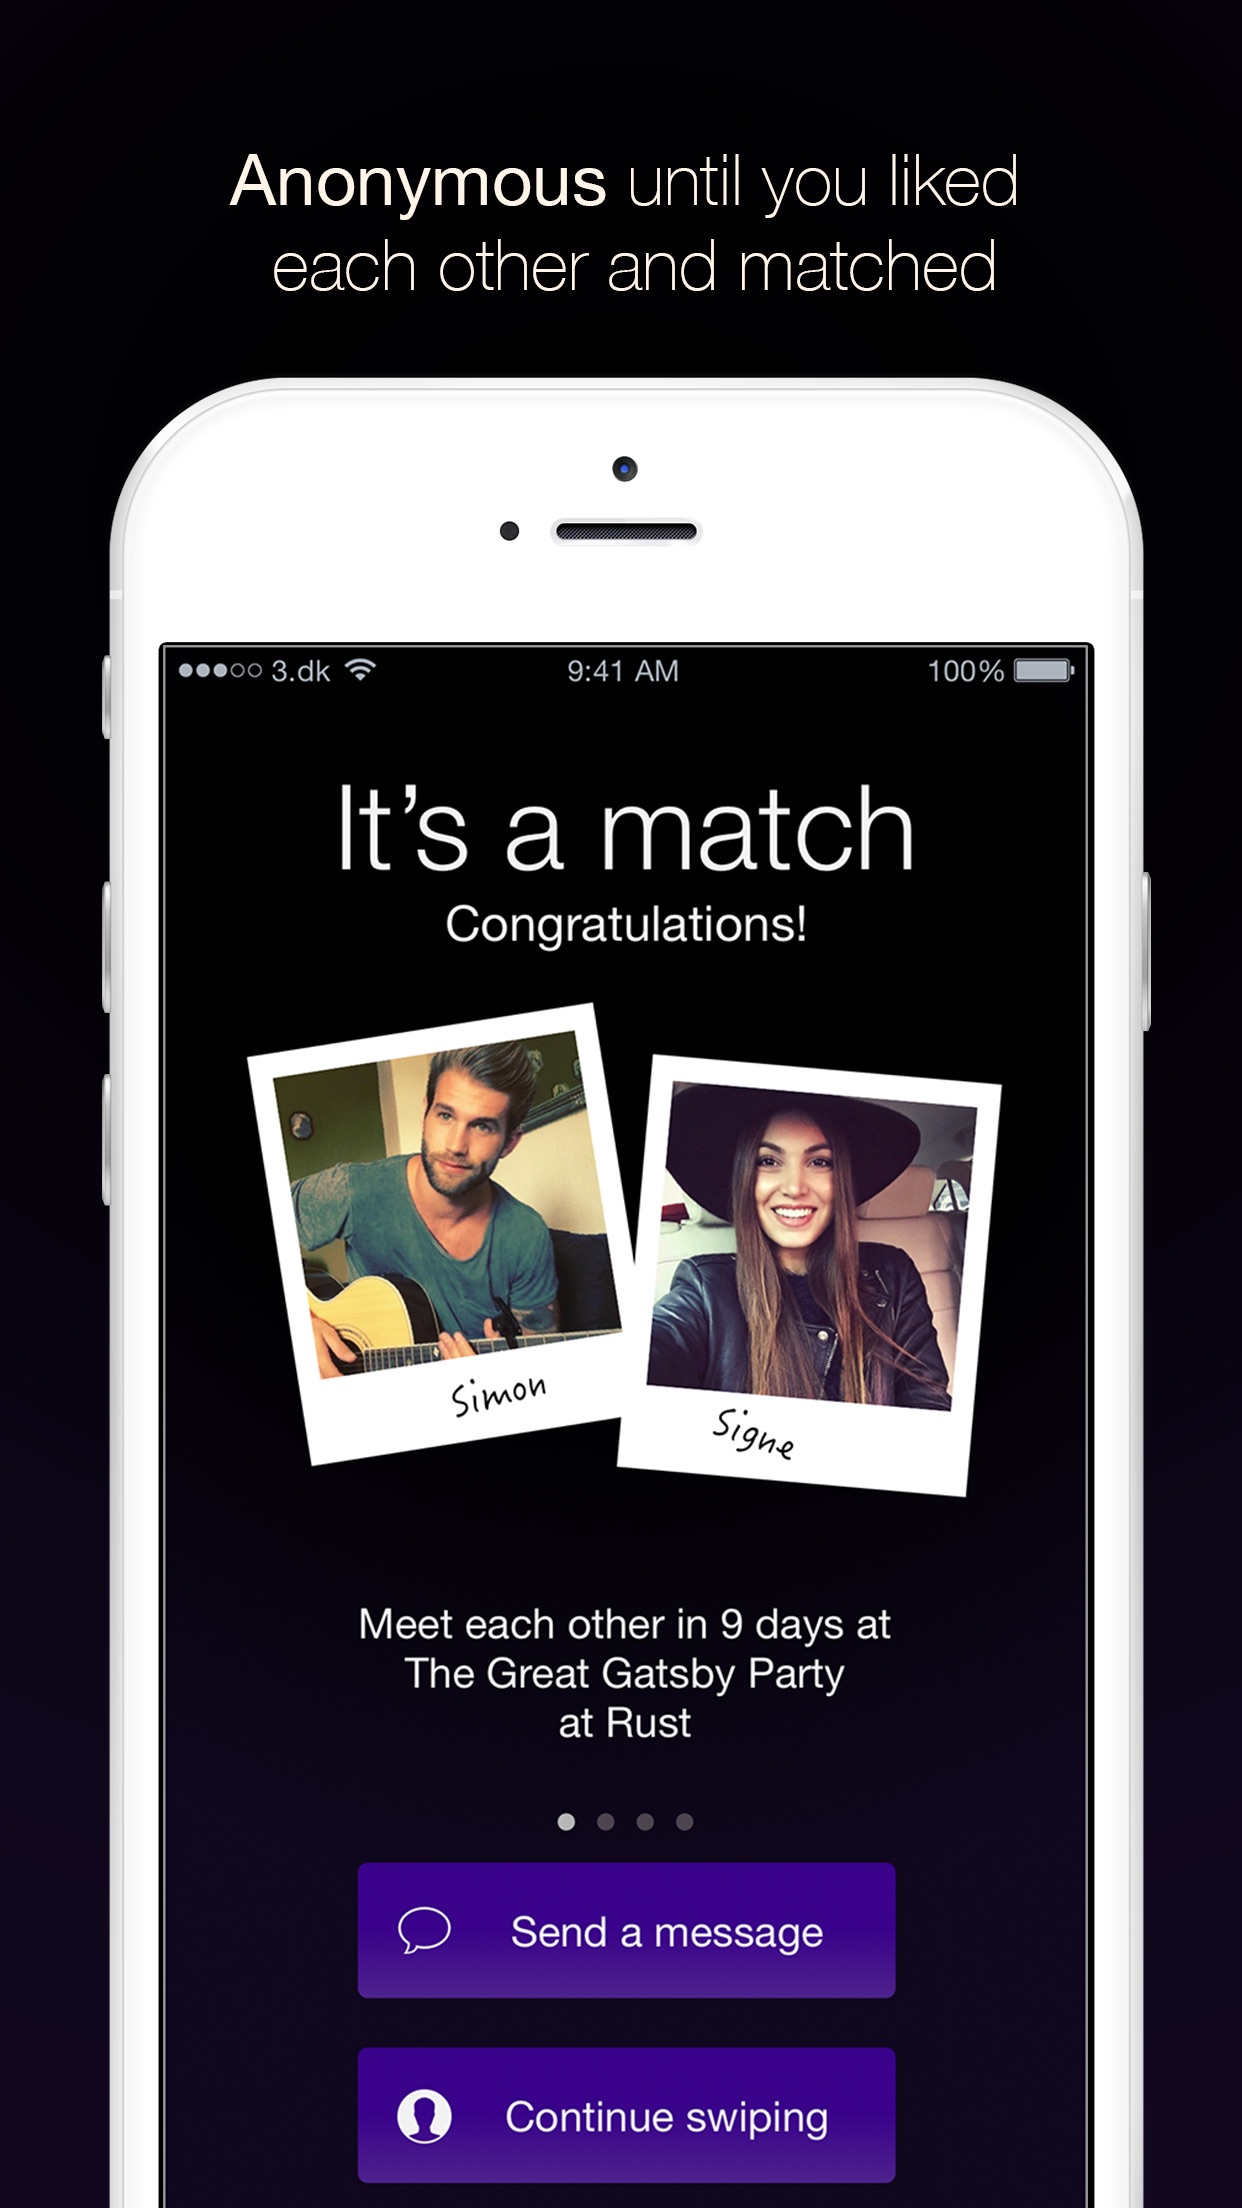 Anonymous until you liked
each other and matched
3.dk
9:41 AM
100%
It's a match
Congratulations!
Simon
Signe
Meet each other in 9 days at
The Great Gatsby Party
at Rust
Send a message
Continue swiping